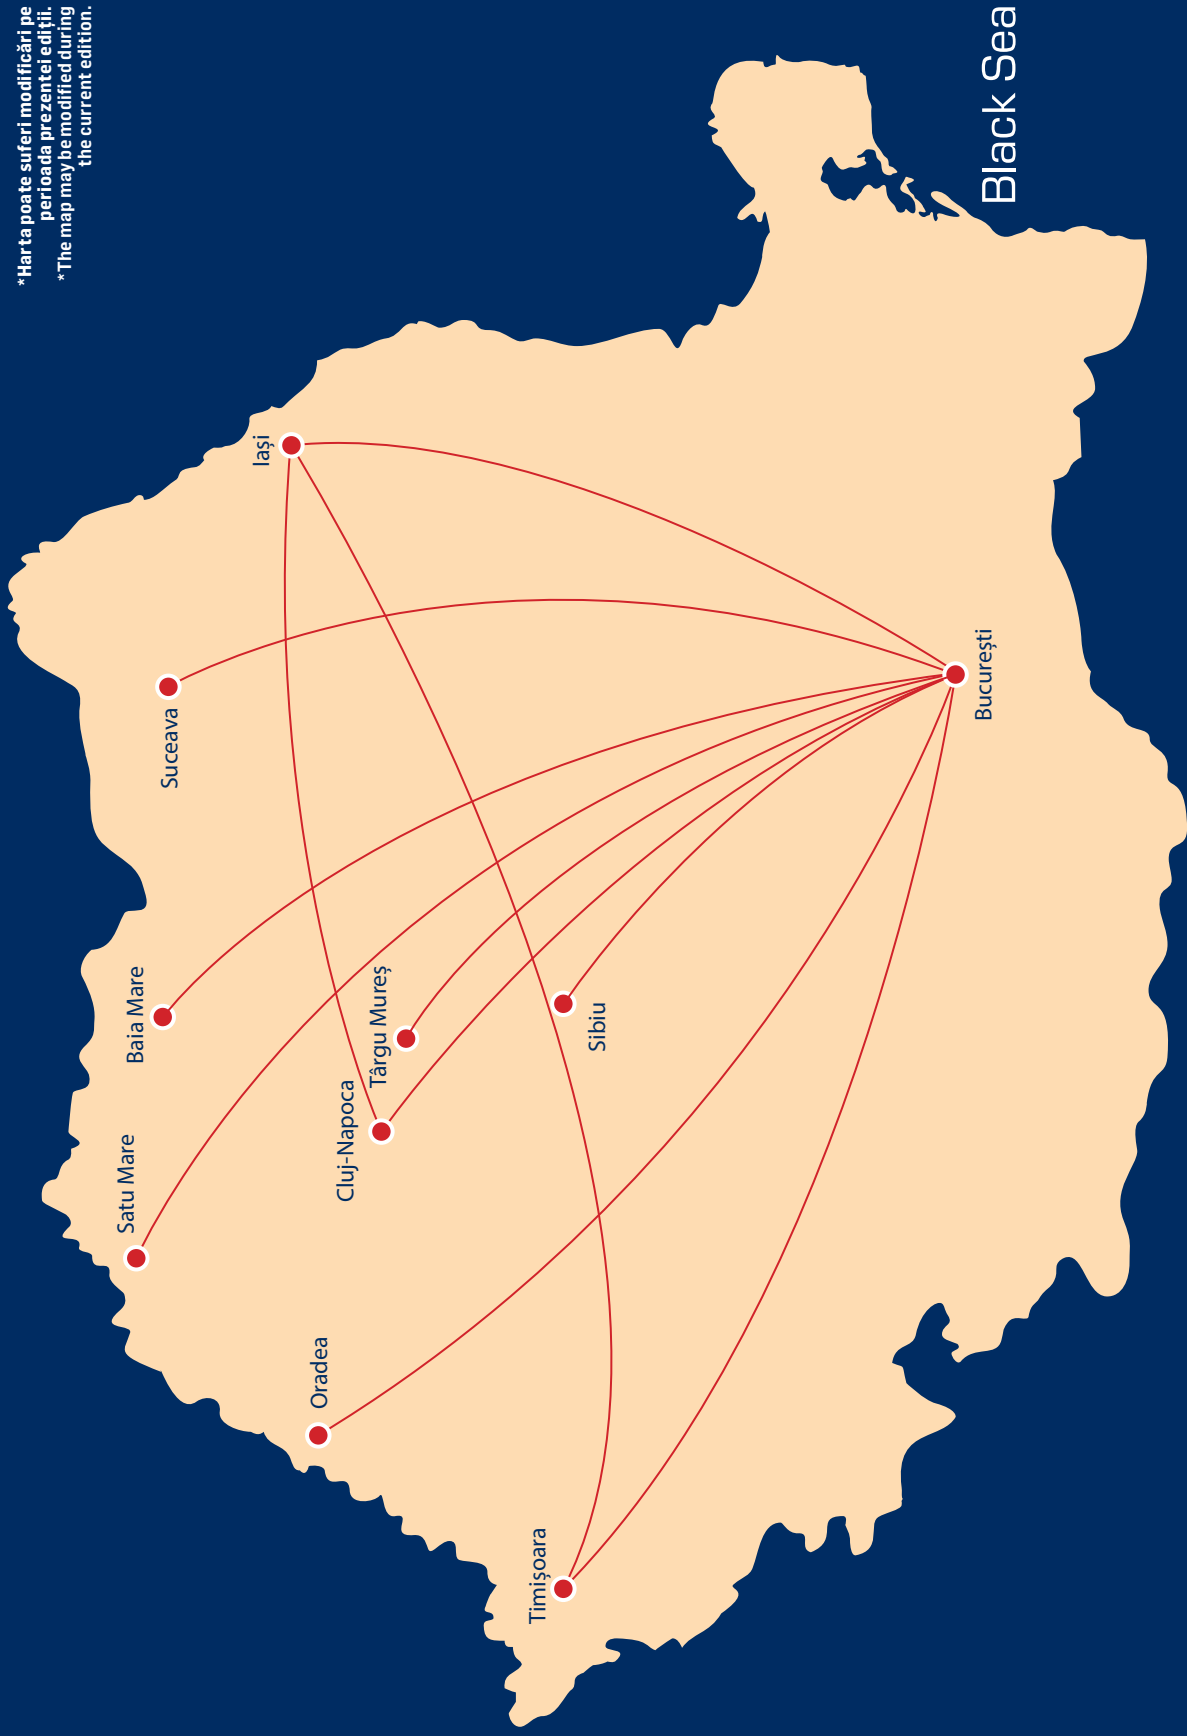 *Harta poate suferi modificări pe
perioada prezentei ediții.
*The map may be modified during
the current edition.
Suceava
Iași
Satu Mare
Baia Mare
Oradea
Cluj-Napoca
Târgu Mureș
Timișoara
Sibiu
București
Black Sea